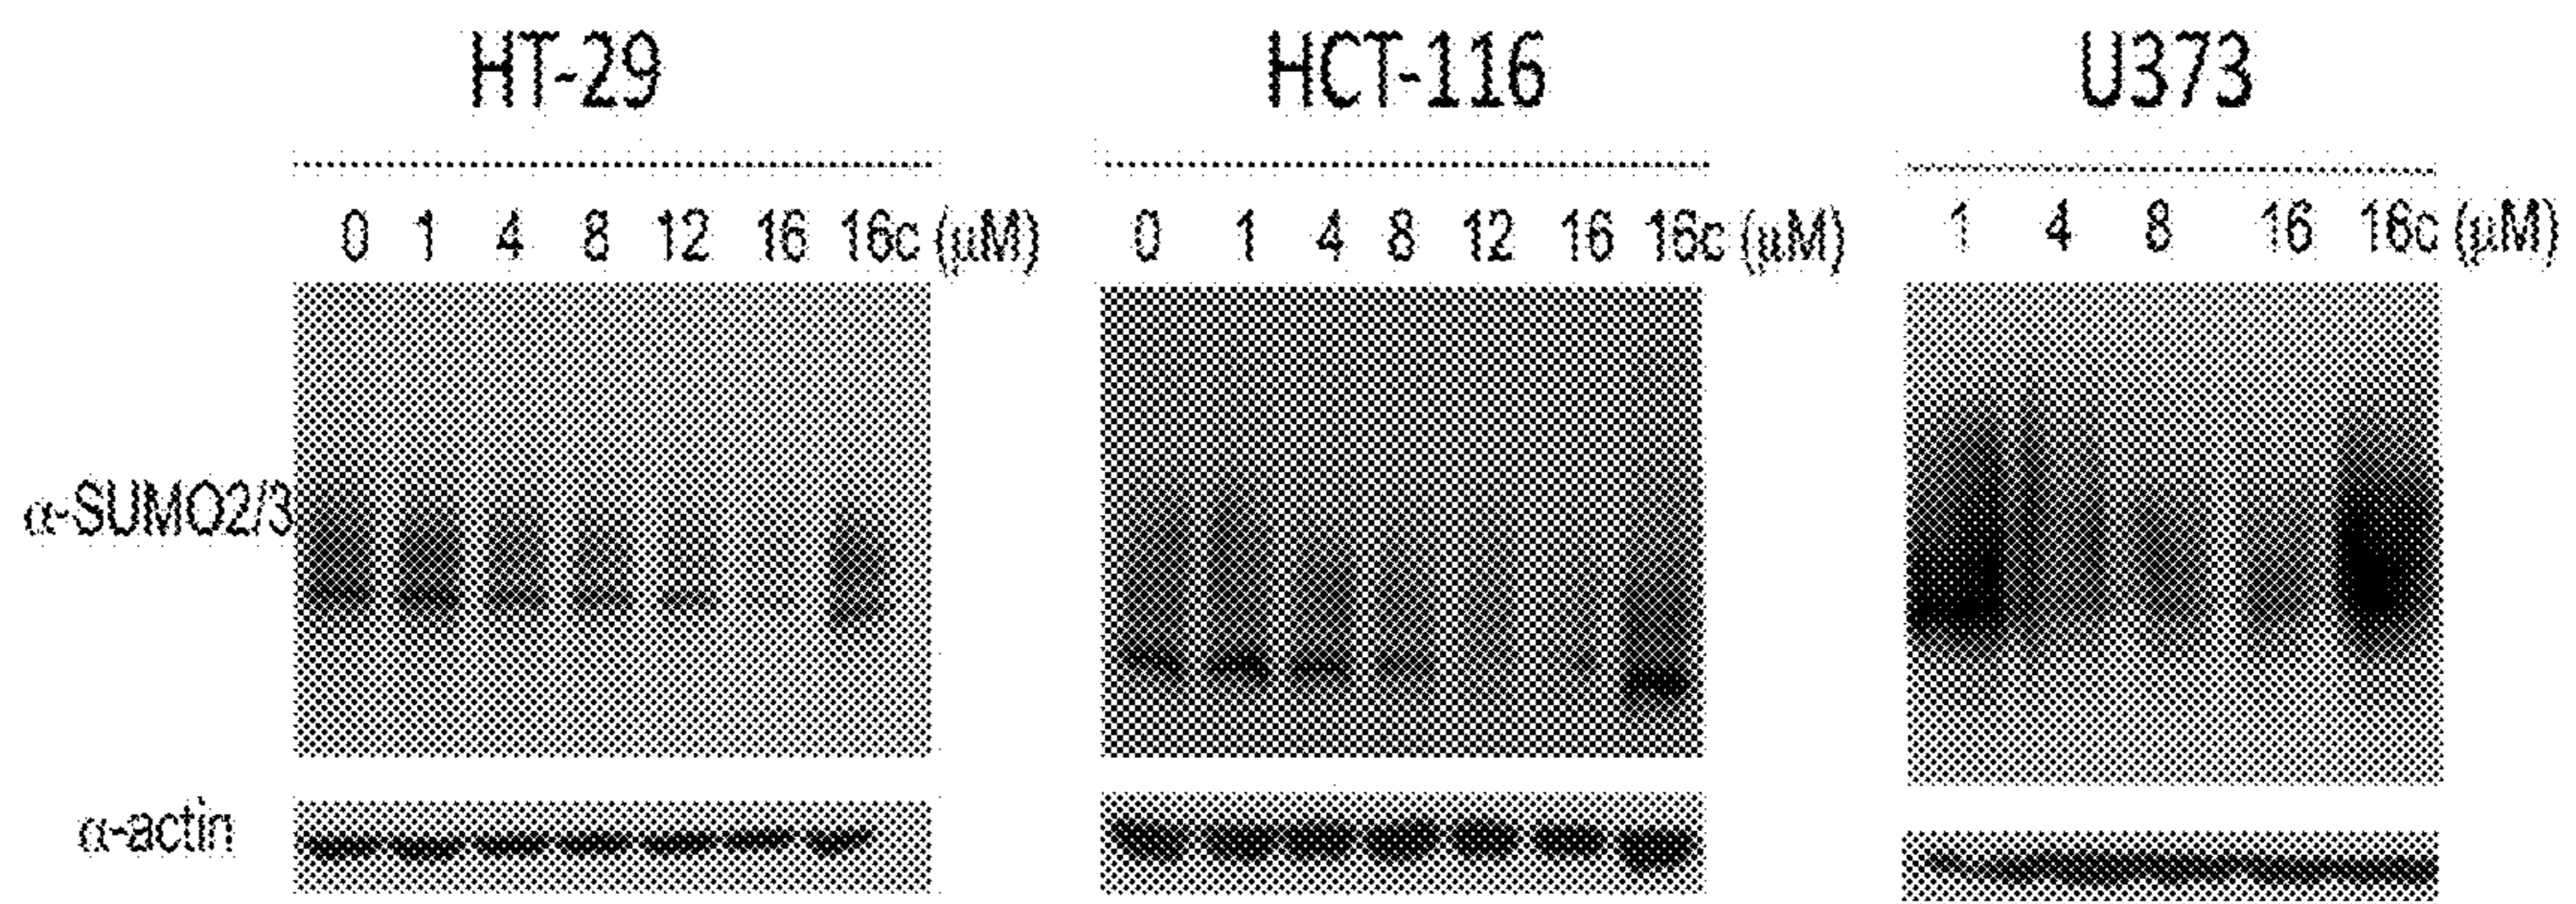 HT-29 HCT-116 U373
0 1 4 8 12 16 16c (μM) 0 1 4 8 12 16 16c (μM) 1 4 8 16 16c (μM)
α-SUMO2/3
α-actin